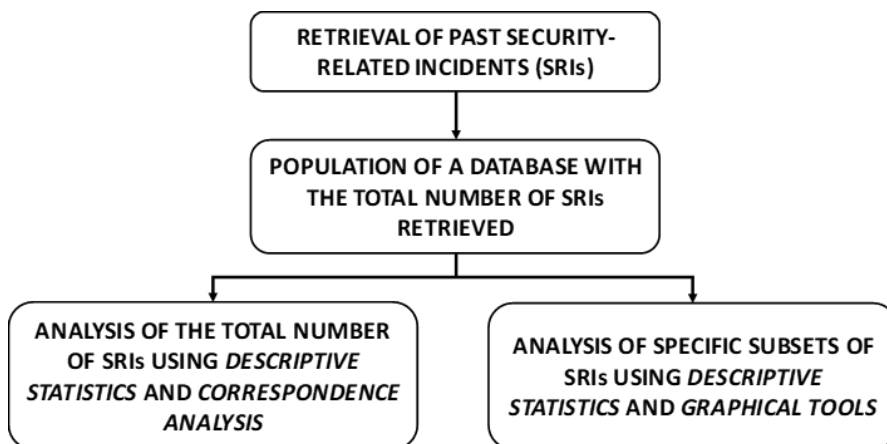 RETRIEVAL OF PAST SECURITY-
RELATED INCIDENTS (SRIs)
POPULATION OF A DATABASE WITH
THE TOTAL NUMBER OF SRIs
RETRIEVED
ANALYSIS OF THE TOTAL NUMBER
OF SRIs USING DESCRIPTIVE
STATISTICS AND CORRESPONDENCE
ANALYSIS
ANALYSIS OF SPECIFIC SUBSETS OF
SRIs USING DESCRIPTIVE
STATISTICS AND GRAPHICAL TOOLS